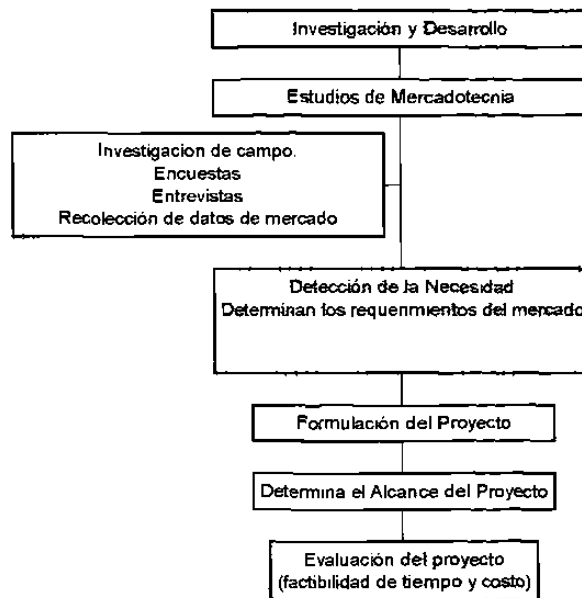 Investigación y Desarrollo
Estudios de Mercadotecnia
Investigacion de campo.
Encuestas
Entrevistas
Recolección de datos de mercado
Detección de la Necesidad
Determinan los requerimientos del mercado
Formulación del Proyecto
Determina el Alcance del Proyecto
Evaluación del proyecto
(factibilidad de tiempo y costo)